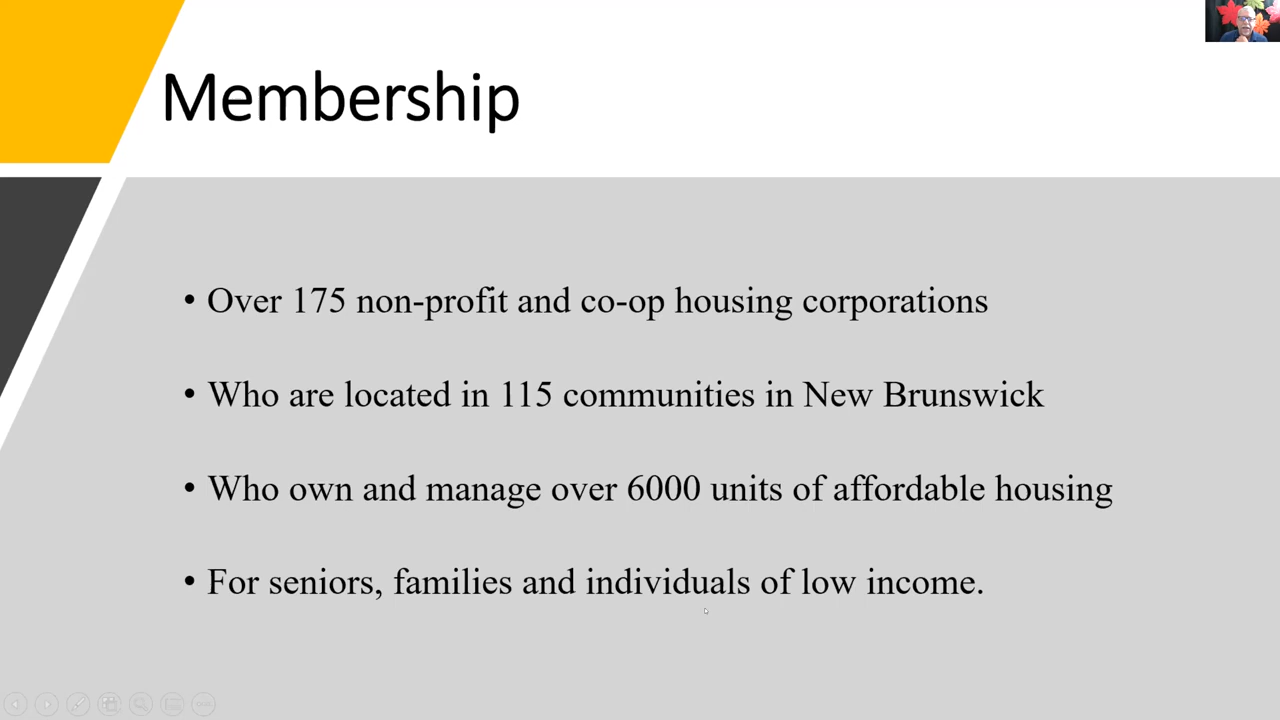 Membership
• Over 175 non-profit and co-op housing corporations
• Who are located in 115 communities in New Brunswick
• Who own and manage over 6000 units of affordable housing
• For seniors, families and individuals of low income.